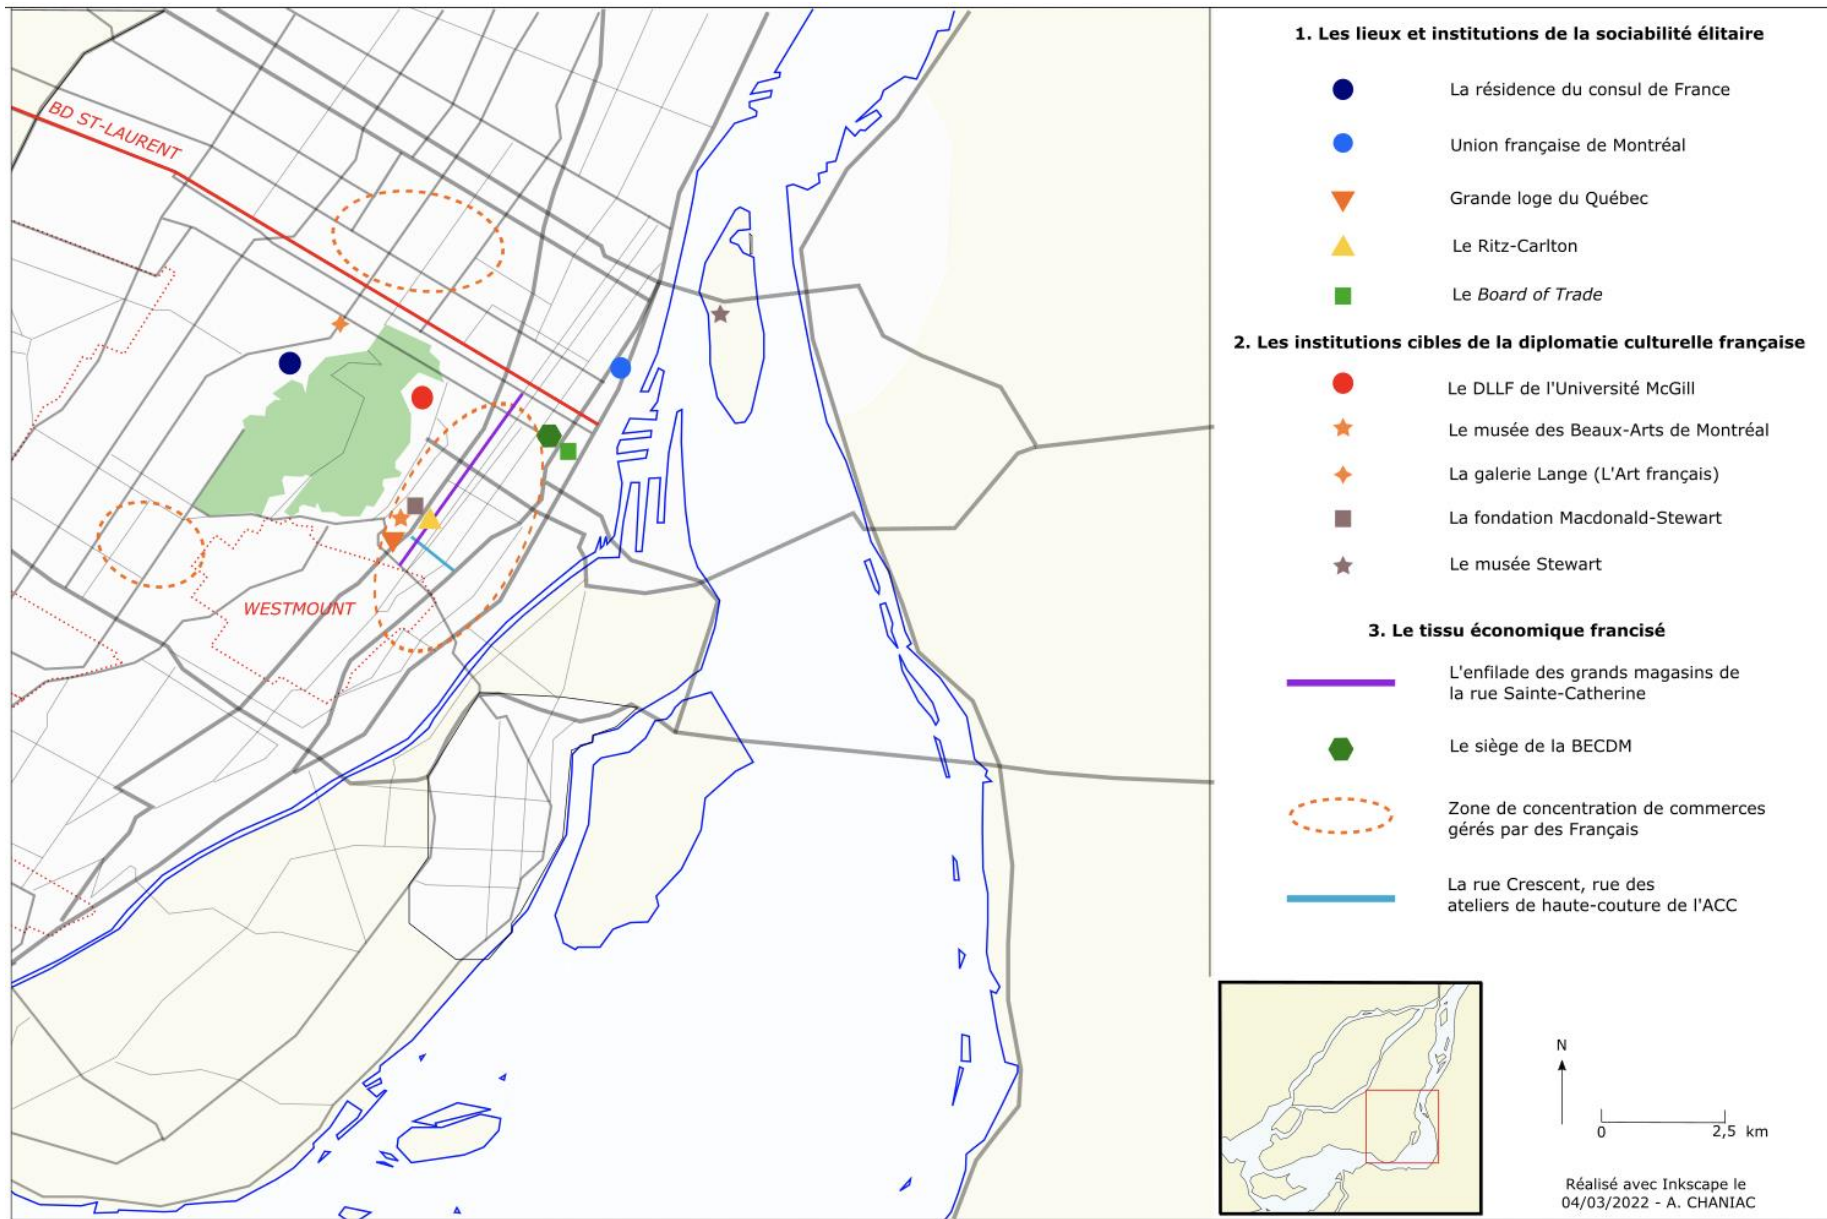 BD ST-LAURENT
WESTMOUNT
1. Les lieux et institutions de la sociabilité élitaire
La résidence du consul de France
Union française de Montréal
Grande loge du Québec
Le Ritz-Carlton
Le Board of Trade
2. Les institutions cibles de la diplomatie culturelle française
Le DLLF de l'Université McGill
Le musée des Beaux-Arts de Montréal
La galerie Lange (L'Art français)
La fondation Macdonald-Stewart
Le musée Stewart
3. Le tissu économique francisé
L'enfilade des grands magasins de
la rue Sainte-Catherine
Le siège de la BECDM
Zone de concentration de commerces
gérés par des Français
La rue Crescent, rue des
ateliers de haute-couture de l'ACC
N
0 2,5 km
Réalisé avec Inkscape le
04/03/2022 - A. CHANIAC